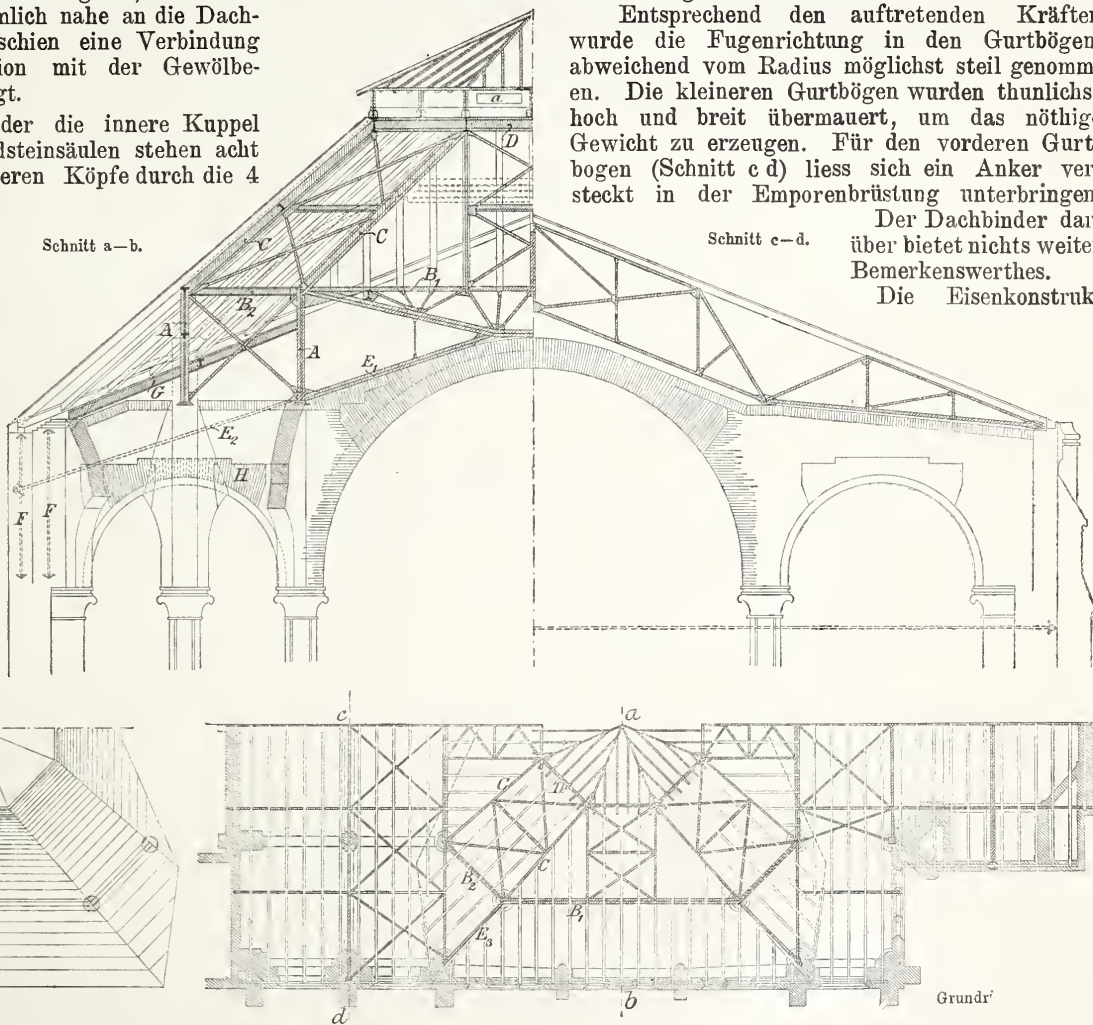 mlich nahe an die Dach-
schien eine Verbindung
ion mit der Gewölbe-
gt.
der die innere Kuppel
dsteinsäulen stehen acht
eren Köpfe durch die 4
Entsprechend den auftretenden Kräften
wurde die Fugenrichtung in den Gurtbögen
abweichend vom Radius möglichst steil genomm
en. Die kleineren Gurtbögen wurden thunlichs
hoch und breit übermauert, um das nöthig
Gewicht zu erzeugen. Für den vorderen Gurt
bogen (Schnitt c d) liess sich ein Anker ver
steckt in der Emporenbrüstung unterbringen
Der Dachbinder dar
über bietet nichts weiter
Bemerkenswerthes.
Die Eisenkonstruk
Schnitt a—b.
Schnitt c—d.
a
D
C
C
B1
B2
A
A
E1
G
E2
H
F
F
c
a
C
D
C
B2
B1
E3
d
b
Grundr